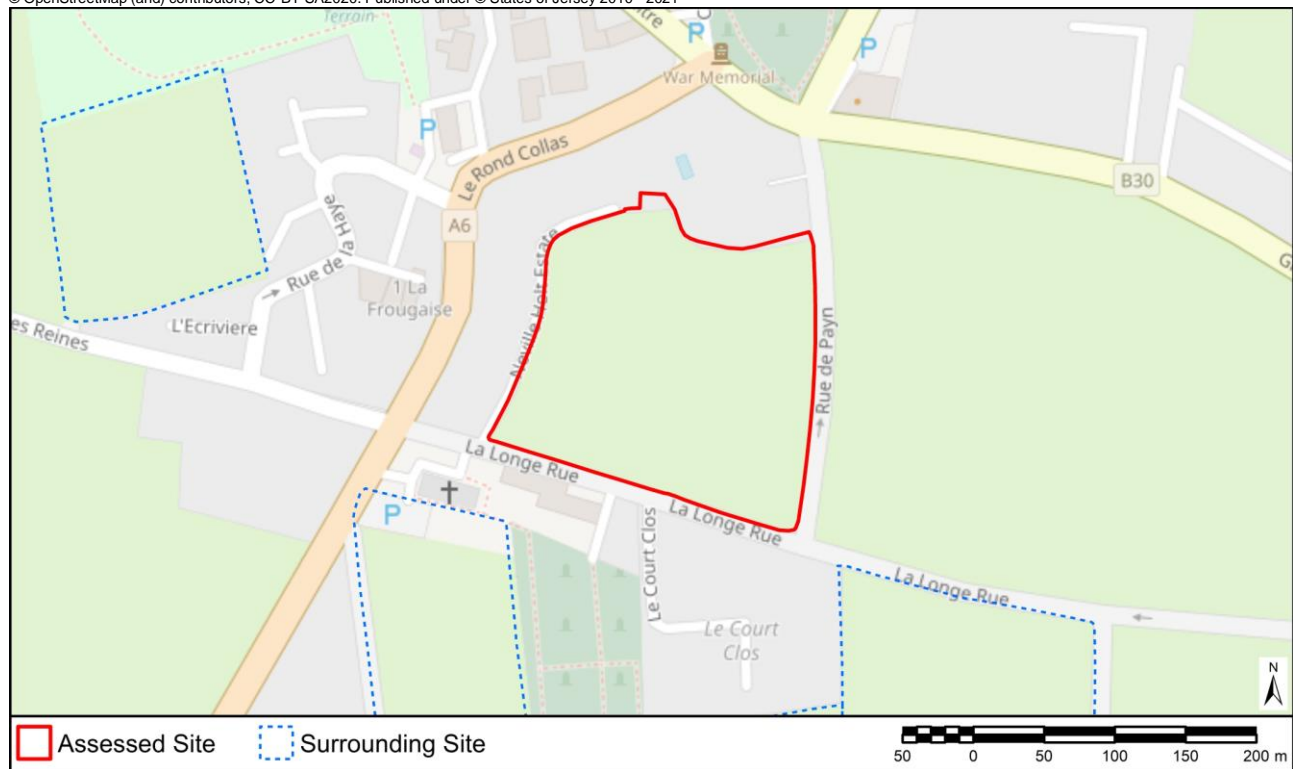 Terrain
P
War Memorial
P
P
Le Rond Collas
B30
A6
Rue de la Haye
Neville Holt Estate
1 La
Frougaise
L'Ecriviere
es Reines
Rue de Payn
La Longe Rue
La Longe Rue
P
La Longe Rue
Le Court Clos
Le Court
Clos
N
Assessed Site
Surrounding Site
50 0 50 100 150 200 m